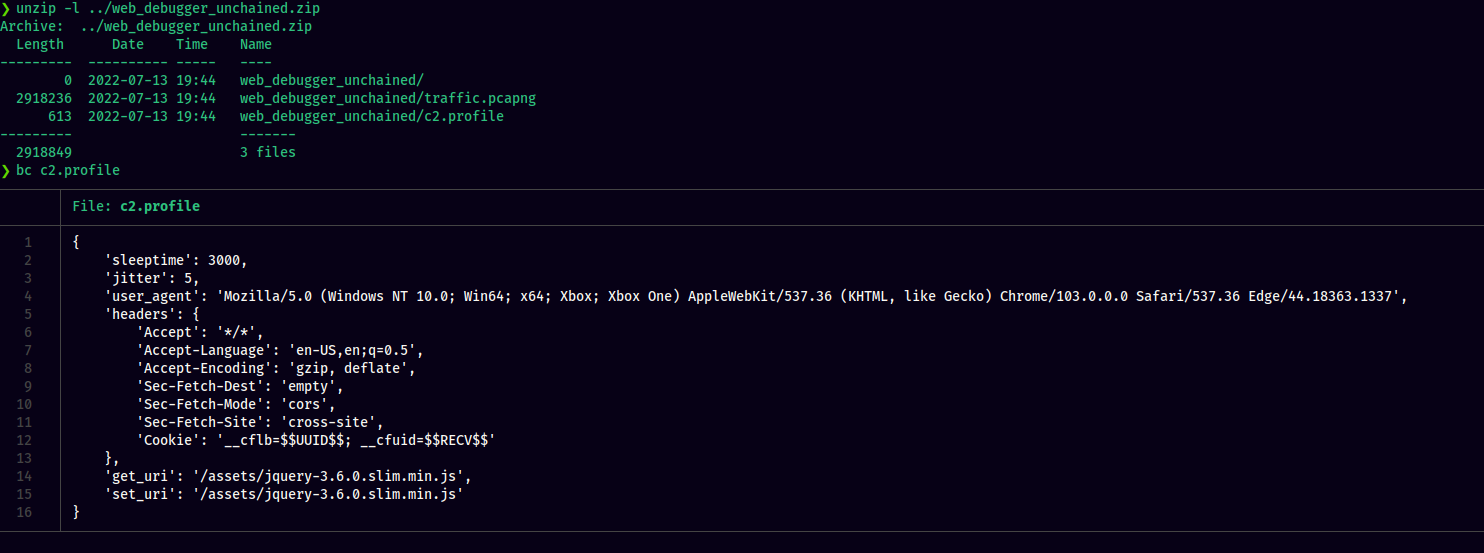 ❯ unzip -l ../web_debugger_unchained.zip
Archive:  ../web_debugger_unchained.zip
  Length      Date    Time    Name
---------  ---------- -----   ----
        0  2022-07-13 19:44   web_debugger_unchained/
  2918236  2022-07-13 19:44   web_debugger_unchained/traffic.pcapng
      613  2022-07-13 19:44   web_debugger_unchained/c2.profile
---------                     -------
  2918849                     3 files
❯ bc c2.profile
File: c2.profile
1 {
2     'sleeptime': 3000,
3     'jitter': 5,
4     'user_agent': 'Mozilla/5.0 (Windows NT 10.0; Win64; x64; Xbox; Xbox One) AppleWebKit/537.36 (KHTML, like Gecko) Chrome/103.0.0.0 Safari/537.36 Edge/44.18363.1337',
5     'headers': {
6         'Accept': '*/*',
7         'Accept-Language': 'en-US,en;q=0.5',
8         'Accept-Encoding': 'gzip, deflate',
9         'Sec-Fetch-Dest': 'empty',
10         'Sec-Fetch-Mode': 'cors',
11         'Sec-Fetch-Site': 'cross-site',
12         'Cookie': '__cflb=$$UUID$$; __cfuid=$$RECV$$'
13     },
14     'get_uri': '/assets/jquery-3.6.0.slim.min.js',
15     'set_uri': '/assets/jquery-3.6.0.slim.min.js'
16 }